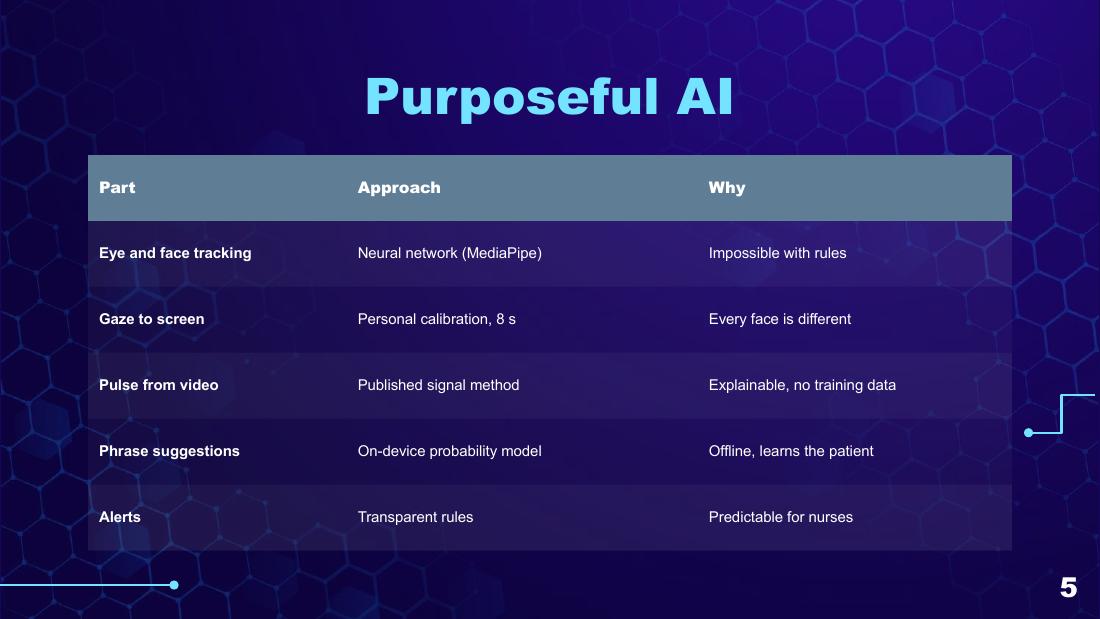 Purposeful AI
Part Approach Why
Eye and face tracking Neural network (MediaPipe) Impossible with rules
Gaze to screen Personal calibration, 8 s Every face is different
Pulse from video Published signal method Explainable, no training data
Phrase suggestions On-device probability model Offline, learns the patient
Alerts Transparent rules Predictable for nurses
5